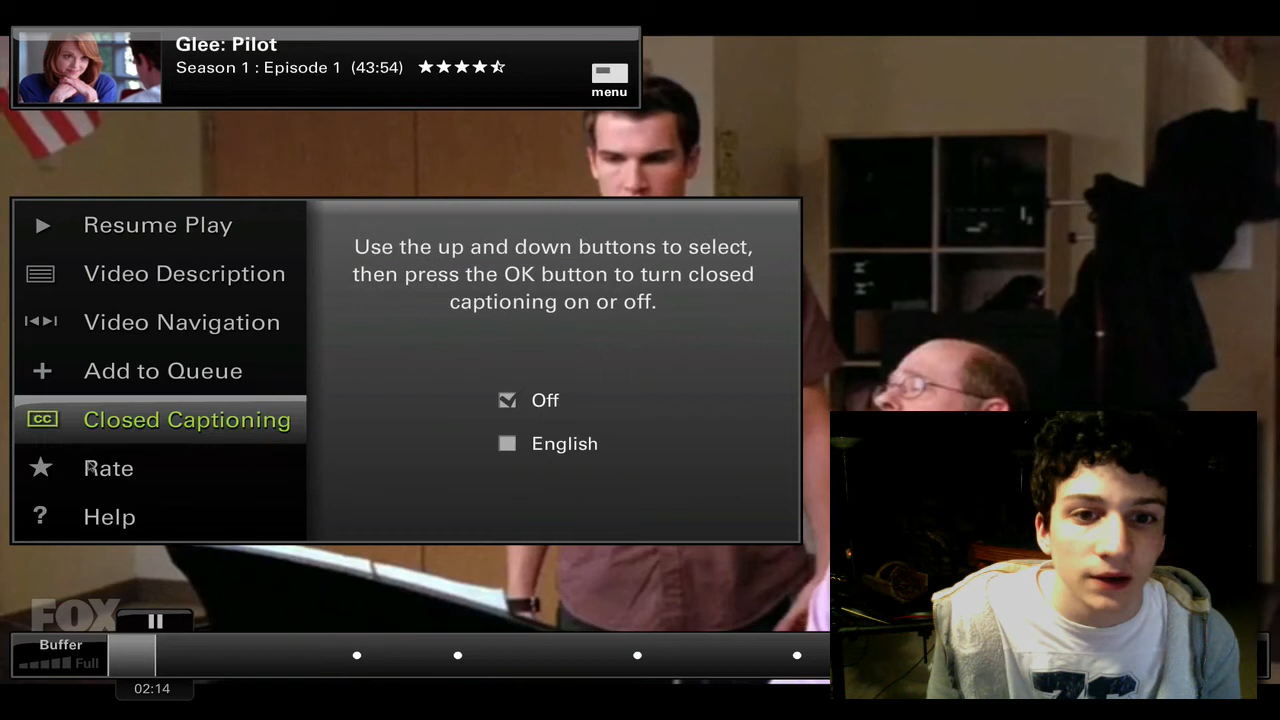 Glee: Pilot
Season 1 : Episode 1 (43:54)
menu
Resume Play
Video Description
Video Navigation
Add to Queue
CC Closed Captioning
Rate
? Help
Use the up and down buttons to select,
then press the OK button to turn closed
captioning on or off.
Off
English
FOX
Buffer
Full
02:14